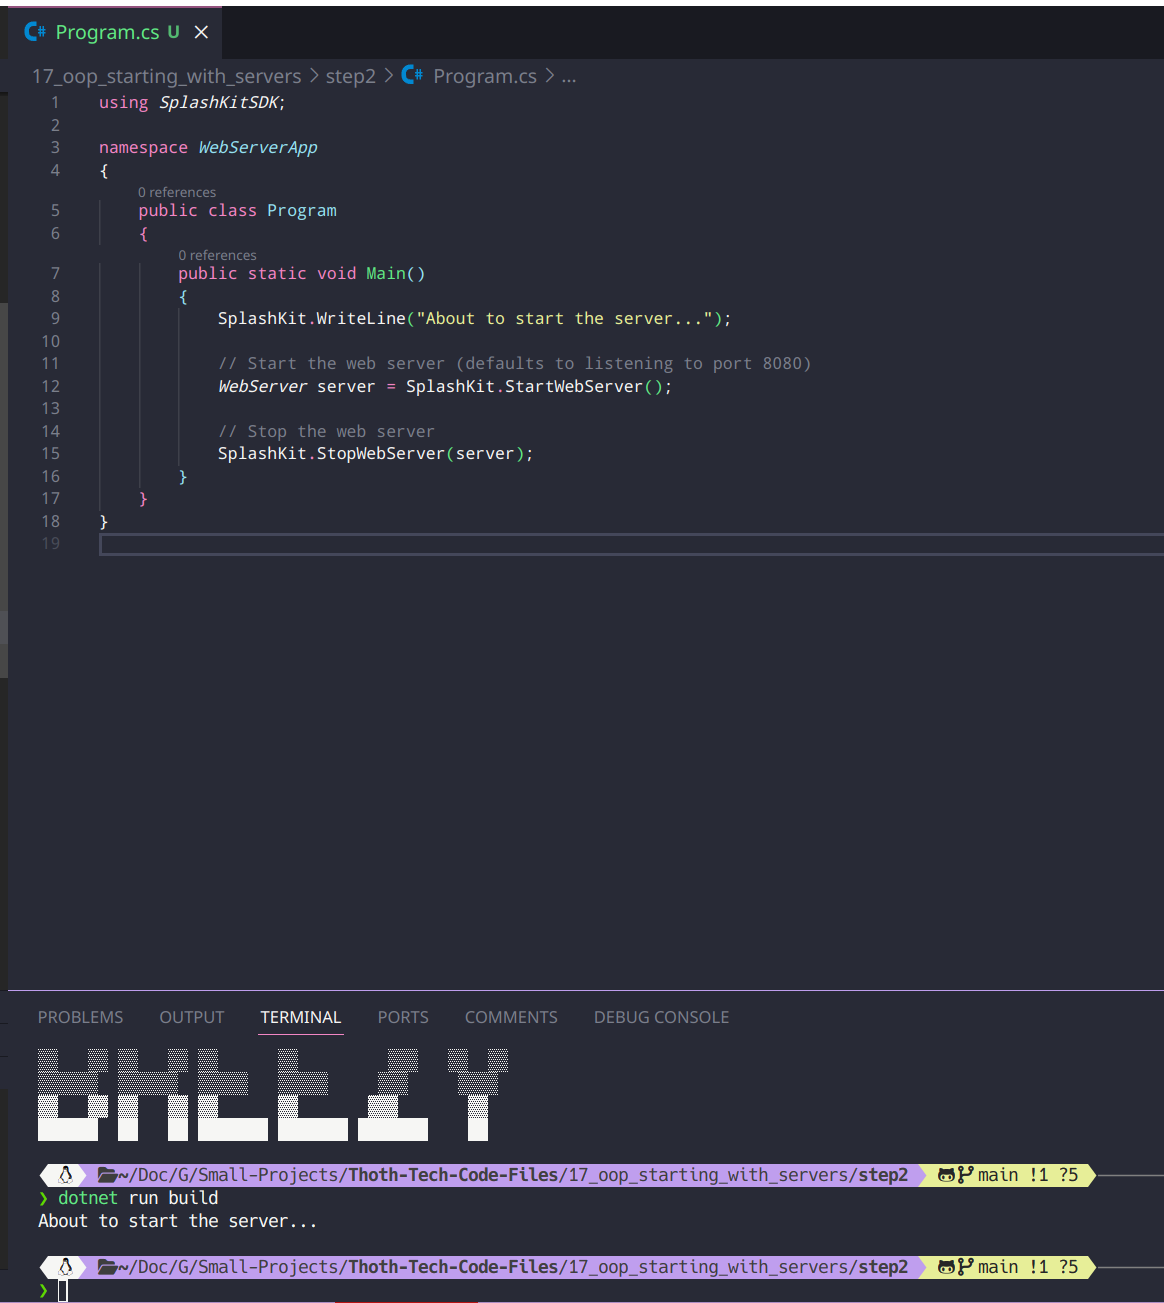 Program.cs U
17_oop_starting_with_servers > step2 > C# Program.cs > ...
1 using SplashKitSDK;
2
3 namespace WebServerApp
4 {
0 references
5 public class Program
6 {
0 references
7 public static void Main()
8 {
9 SplashKit.WriteLine("About to start the server...");
10
11 // Start the web server (defaults to listening to port 8080)
12 WebServer server = SplashKit.StartWebServer();
13
14 // Stop the web server
15 SplashKit.StopWebServer(server);
16 }
17 }
18 }
19
PROBLEMS OUTPUT TERMINAL PORTS COMMENTS DEBUG CONSOLE
~/Doc/G/Small-Projects/Thoth-Tech-Code-Files/17_oop_starting_with_servers/step2 main !1 ?5
❯ dotnet run build
About to start the server...
~/Doc/G/Small-Projects/Thoth-Tech-Code-Files/17_oop_starting_with_servers/step2 main !1 ?5
❯